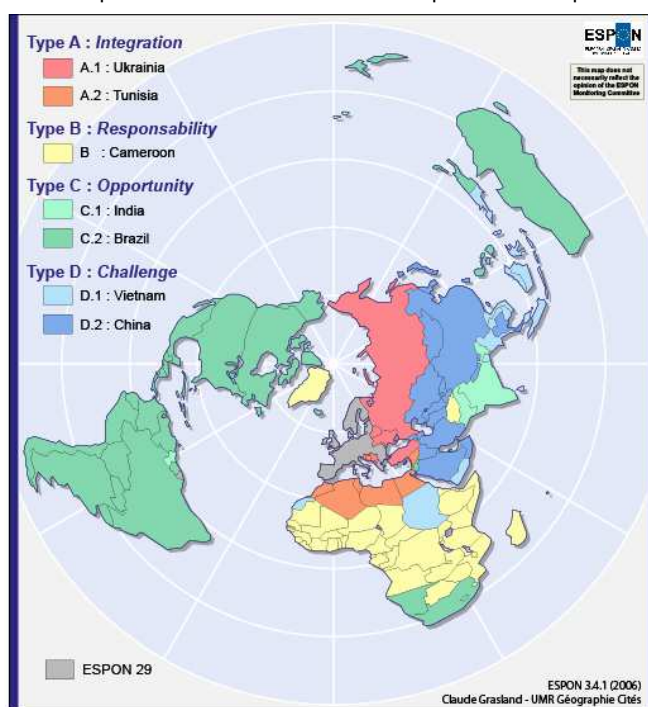 Type A : Integration
A.1 : Ukrainia
A.2 : Tunisia
Type B : Responsability
B : Cameroon
Type C : Opportunity
C.1 : India
C.2 : Brazil
Type D : Challenge
D.1 : Vietnam
D.2 : China
ESPON
This map does not
necessarily reflect the
opinion of the ESPON
Monitoring Committee
ESPON 29
ESPON 3.4.1 (2006)
Claude Grasland - UMR Géographie Cités